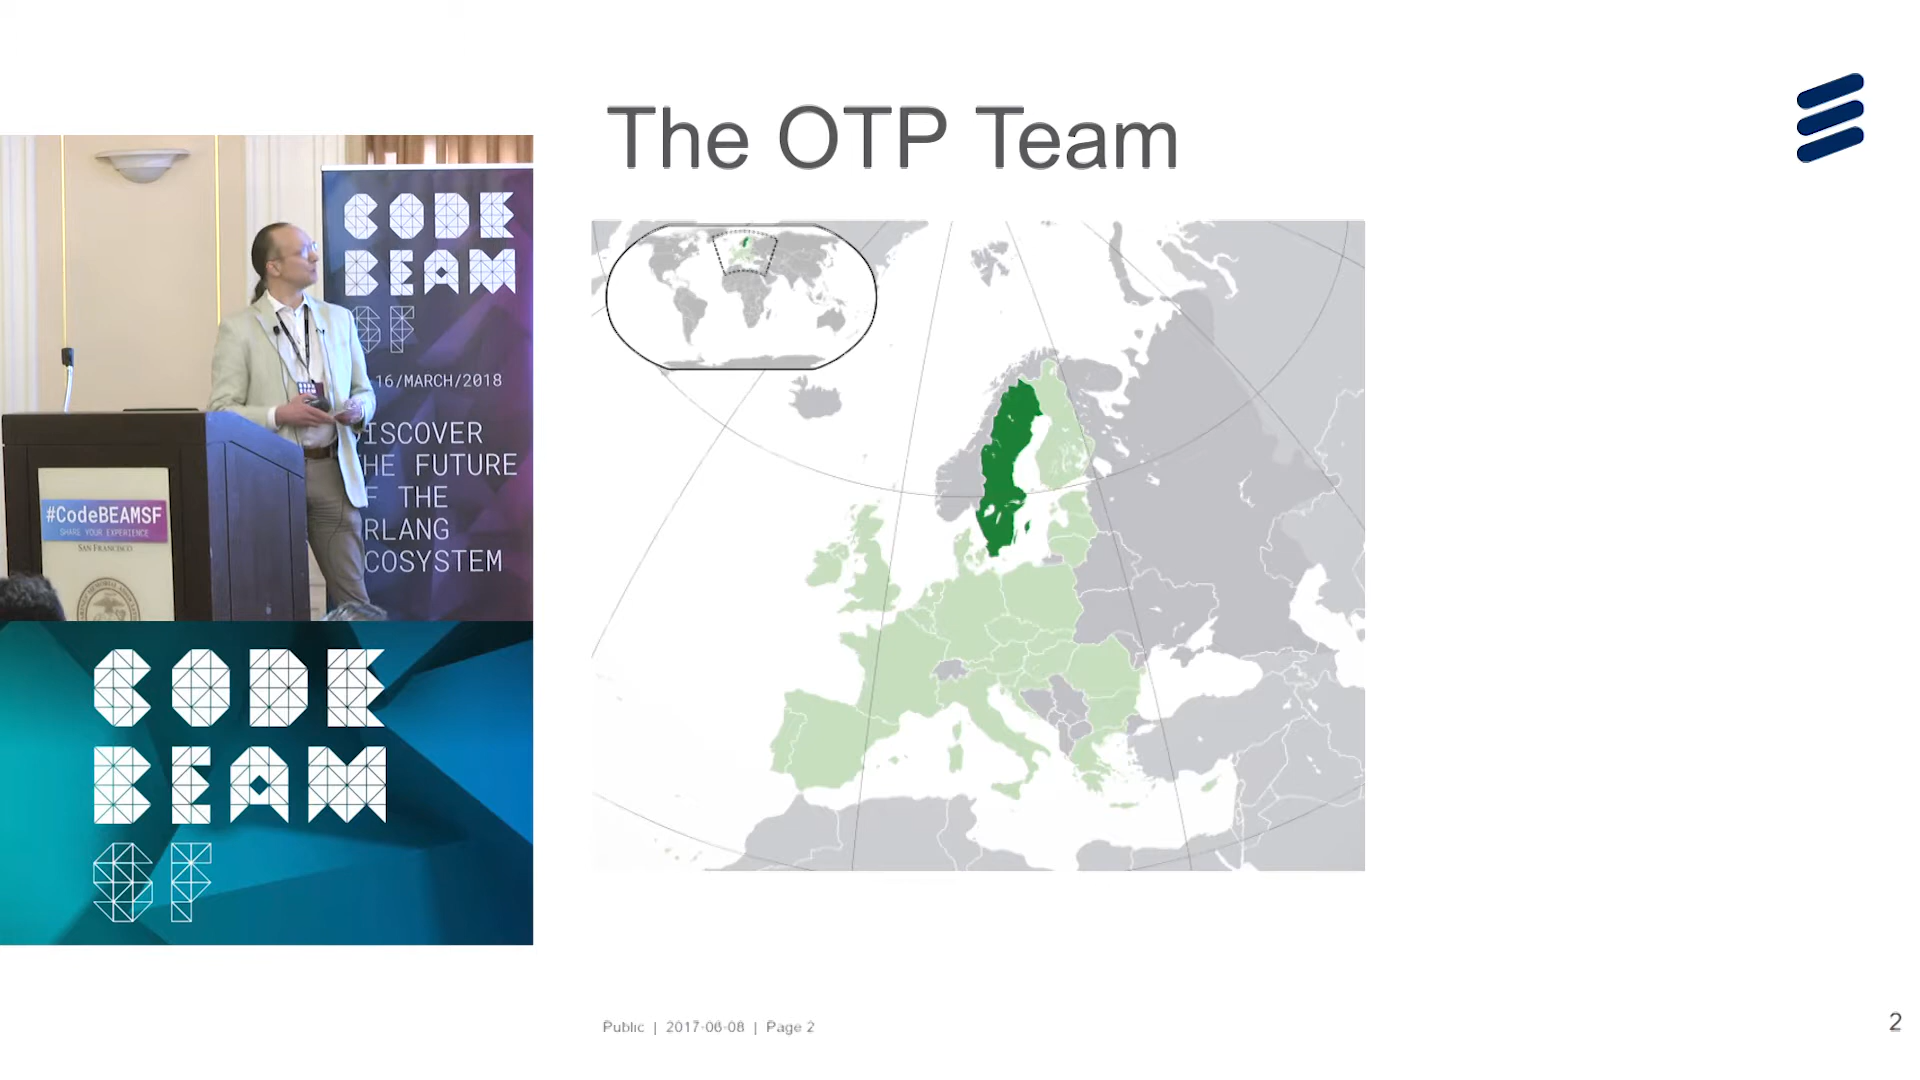 The OTP Team
CODE
BEAM
SF
16/MARCH/2018
ISCOVER
HE FUTURE
F THE
RLANG
COSYSTEM
#CodeBEAMSF
SHARE YOUR EXPERIENCE
SAN FRANCISCO
CODE
BEAM
SF
Public | 2017-06-08 | Page 2
2